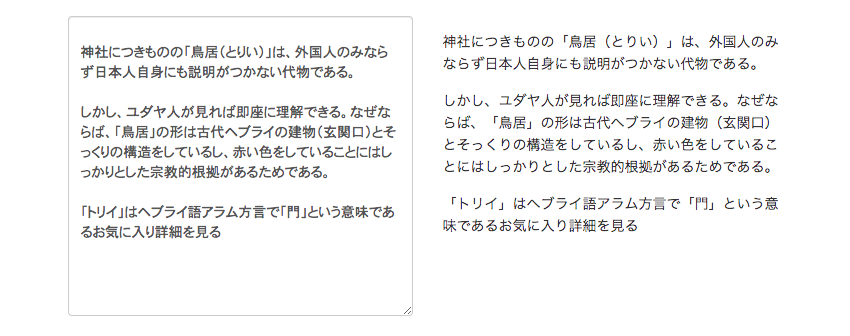 神社につきものの「鳥居（とりい）」は、外国人のみなら
ず日本人自身にも説明がつかない代物である。
しかし、ユダヤ人が見れば即座に理解できる。なぜな
らば、「鳥居」の形は古代ヘブライの建物（玄関口）とそ
っくりの構造をしているし、赤い色をしていることにはし
っかりとした宗教的根拠があるためである。
「トリイ」はヘブライ語アラム方言で「門」という意味であ
るお気に入り詳細を見る
神社につきものの「鳥居（とりい）」は、外国人のみ
ならず日本人自身にも説明がつかない代物である。
しかし、ユダヤ人が見れば即座に理解できる。なぜな
らば、「鳥居」の形は古代ヘブライの建物（玄関口）
とそっくりの構造をしているし、赤い色をしているこ
とにはしっかりとした宗教的根拠があるためである。
「トリイ」はヘブライ語アラム方言で「門」という意
味であるお気に入り詳細を見る